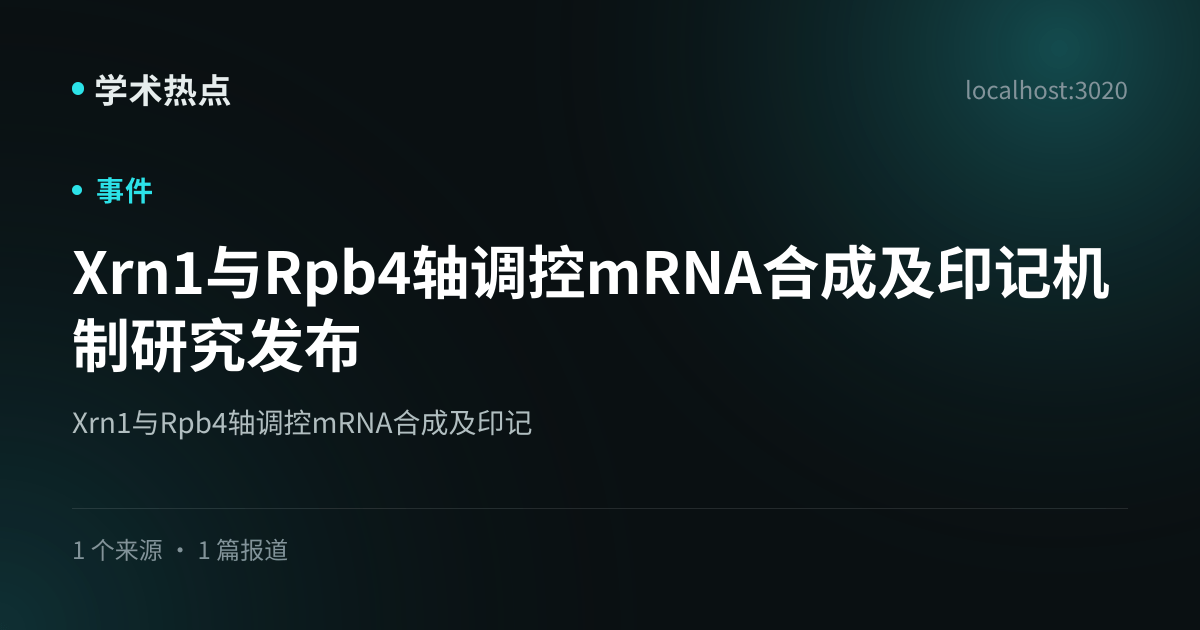 学术热点
localhost:3020
事件
Xrn1与Rpb4轴调控mRNA合成及印记机
制研究发布
Xrn1与Rpb4轴调控mRNA合成及印记
1 个来源 · 1 篇报道